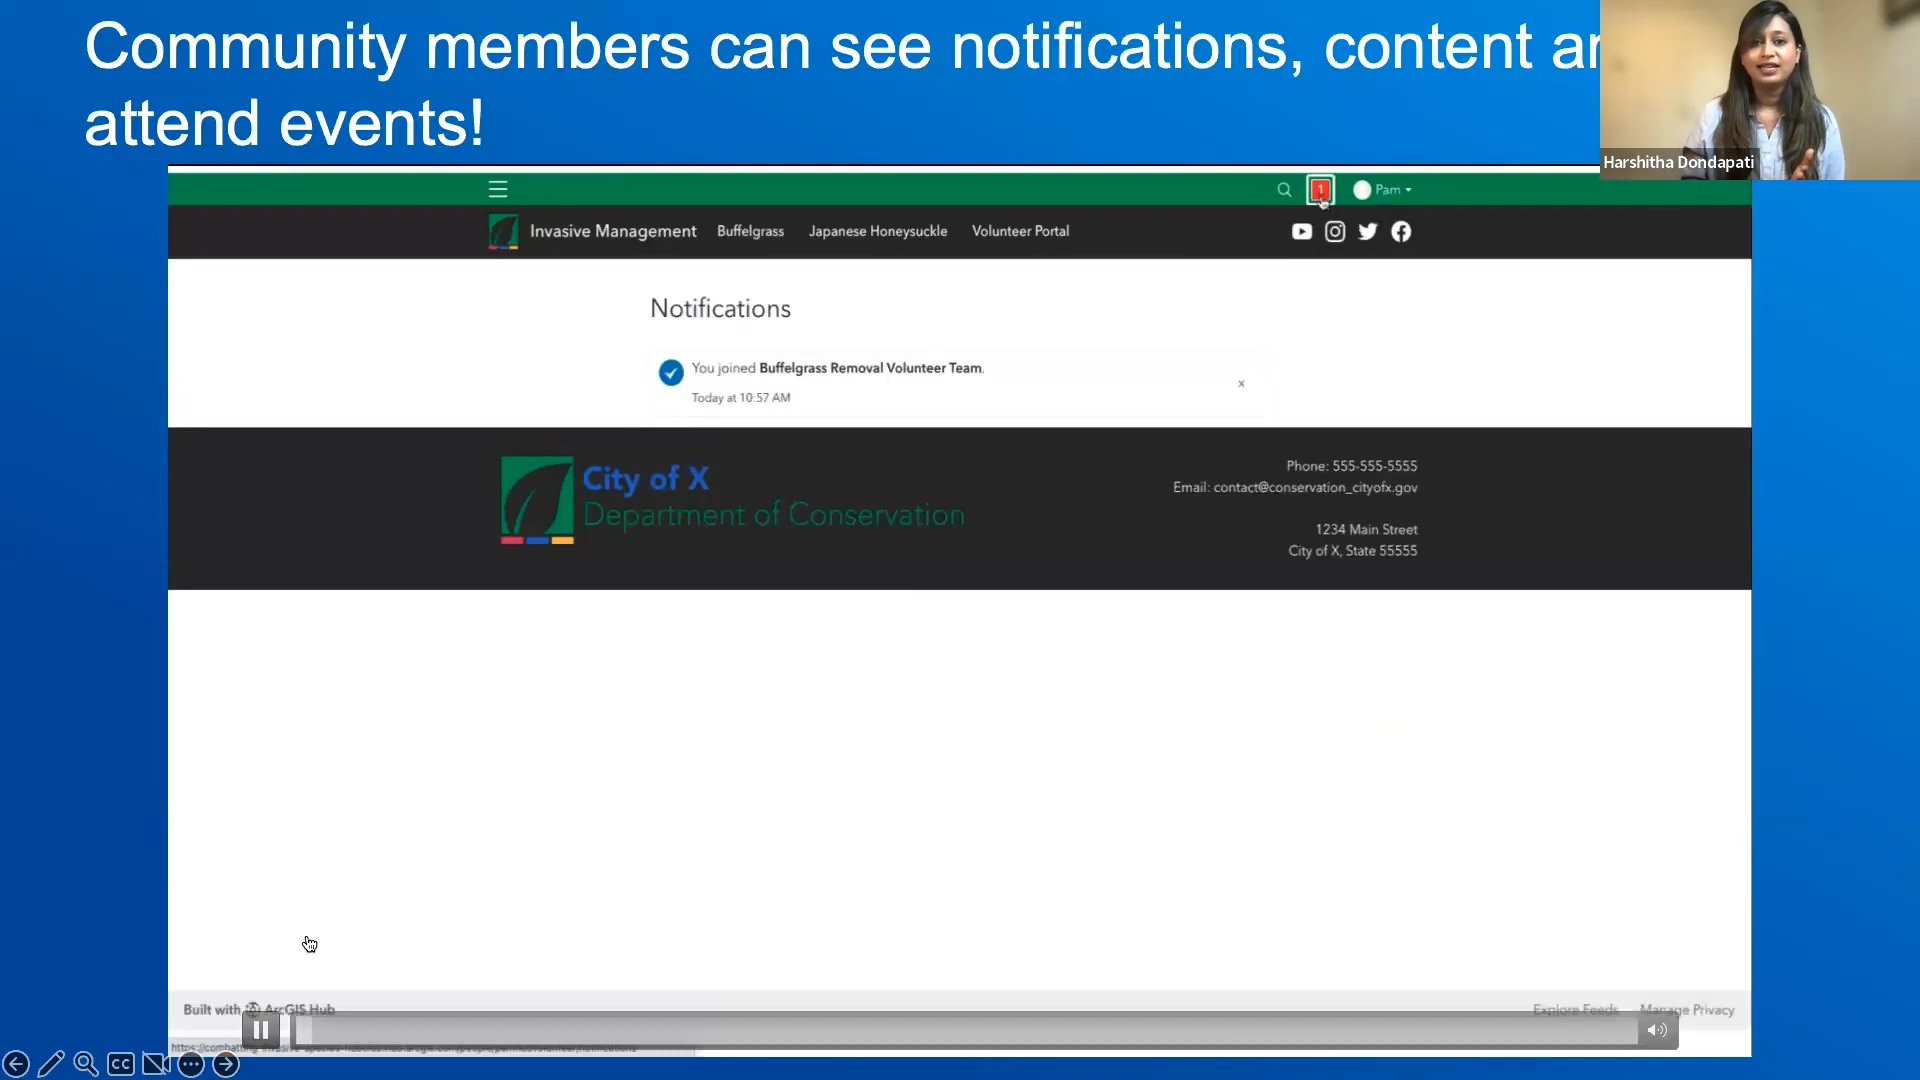 Community members can see notifications, content a
attend events!
Harshitha Dondapati
1
Pam
Invasive Management
Buffelgrass
Japanese Honeysuckle
Volunteer Portal
Notifications
You joined Buffelgrass Removal Volunteer Team.
Today at 10:57 AM
City of X
Department of Conservation
Phone: 555-555-5555
Email: contact@conservation_cityofx.gov
1234 Main Street
City of X, State 55555
Built with ArcGIS Hub
Explore Feeds
Manage Privacy
CC